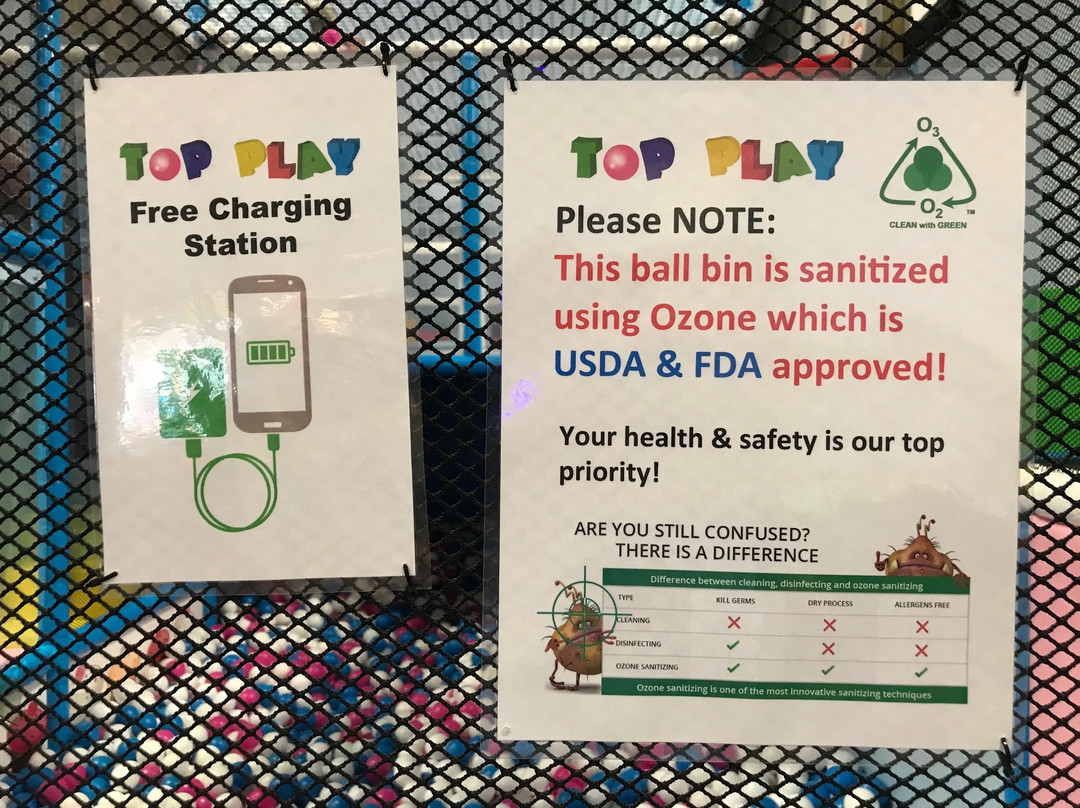 TOP PLAY
Free Charging
Station
TOP PLAY
O3
O2
TM
CLEAN with GREEN
Please NOTE:
This ball bin is sanitized
using Ozone which is
USDA & FDA approved!
Your health & safety is our top
priority!
ARE YOU STILL CONFUSED?
THERE IS A DIFFERENCE
Difference between cleaning, disinfecting and ozone sanitizing
TYPE KILL GERMS DRY PROCESS ALLERGENS FREE
CLEANING
DISINFECTING
OZONE SANITIZING
Ozone sanitizing is one of the most innovative sanitizing techniques